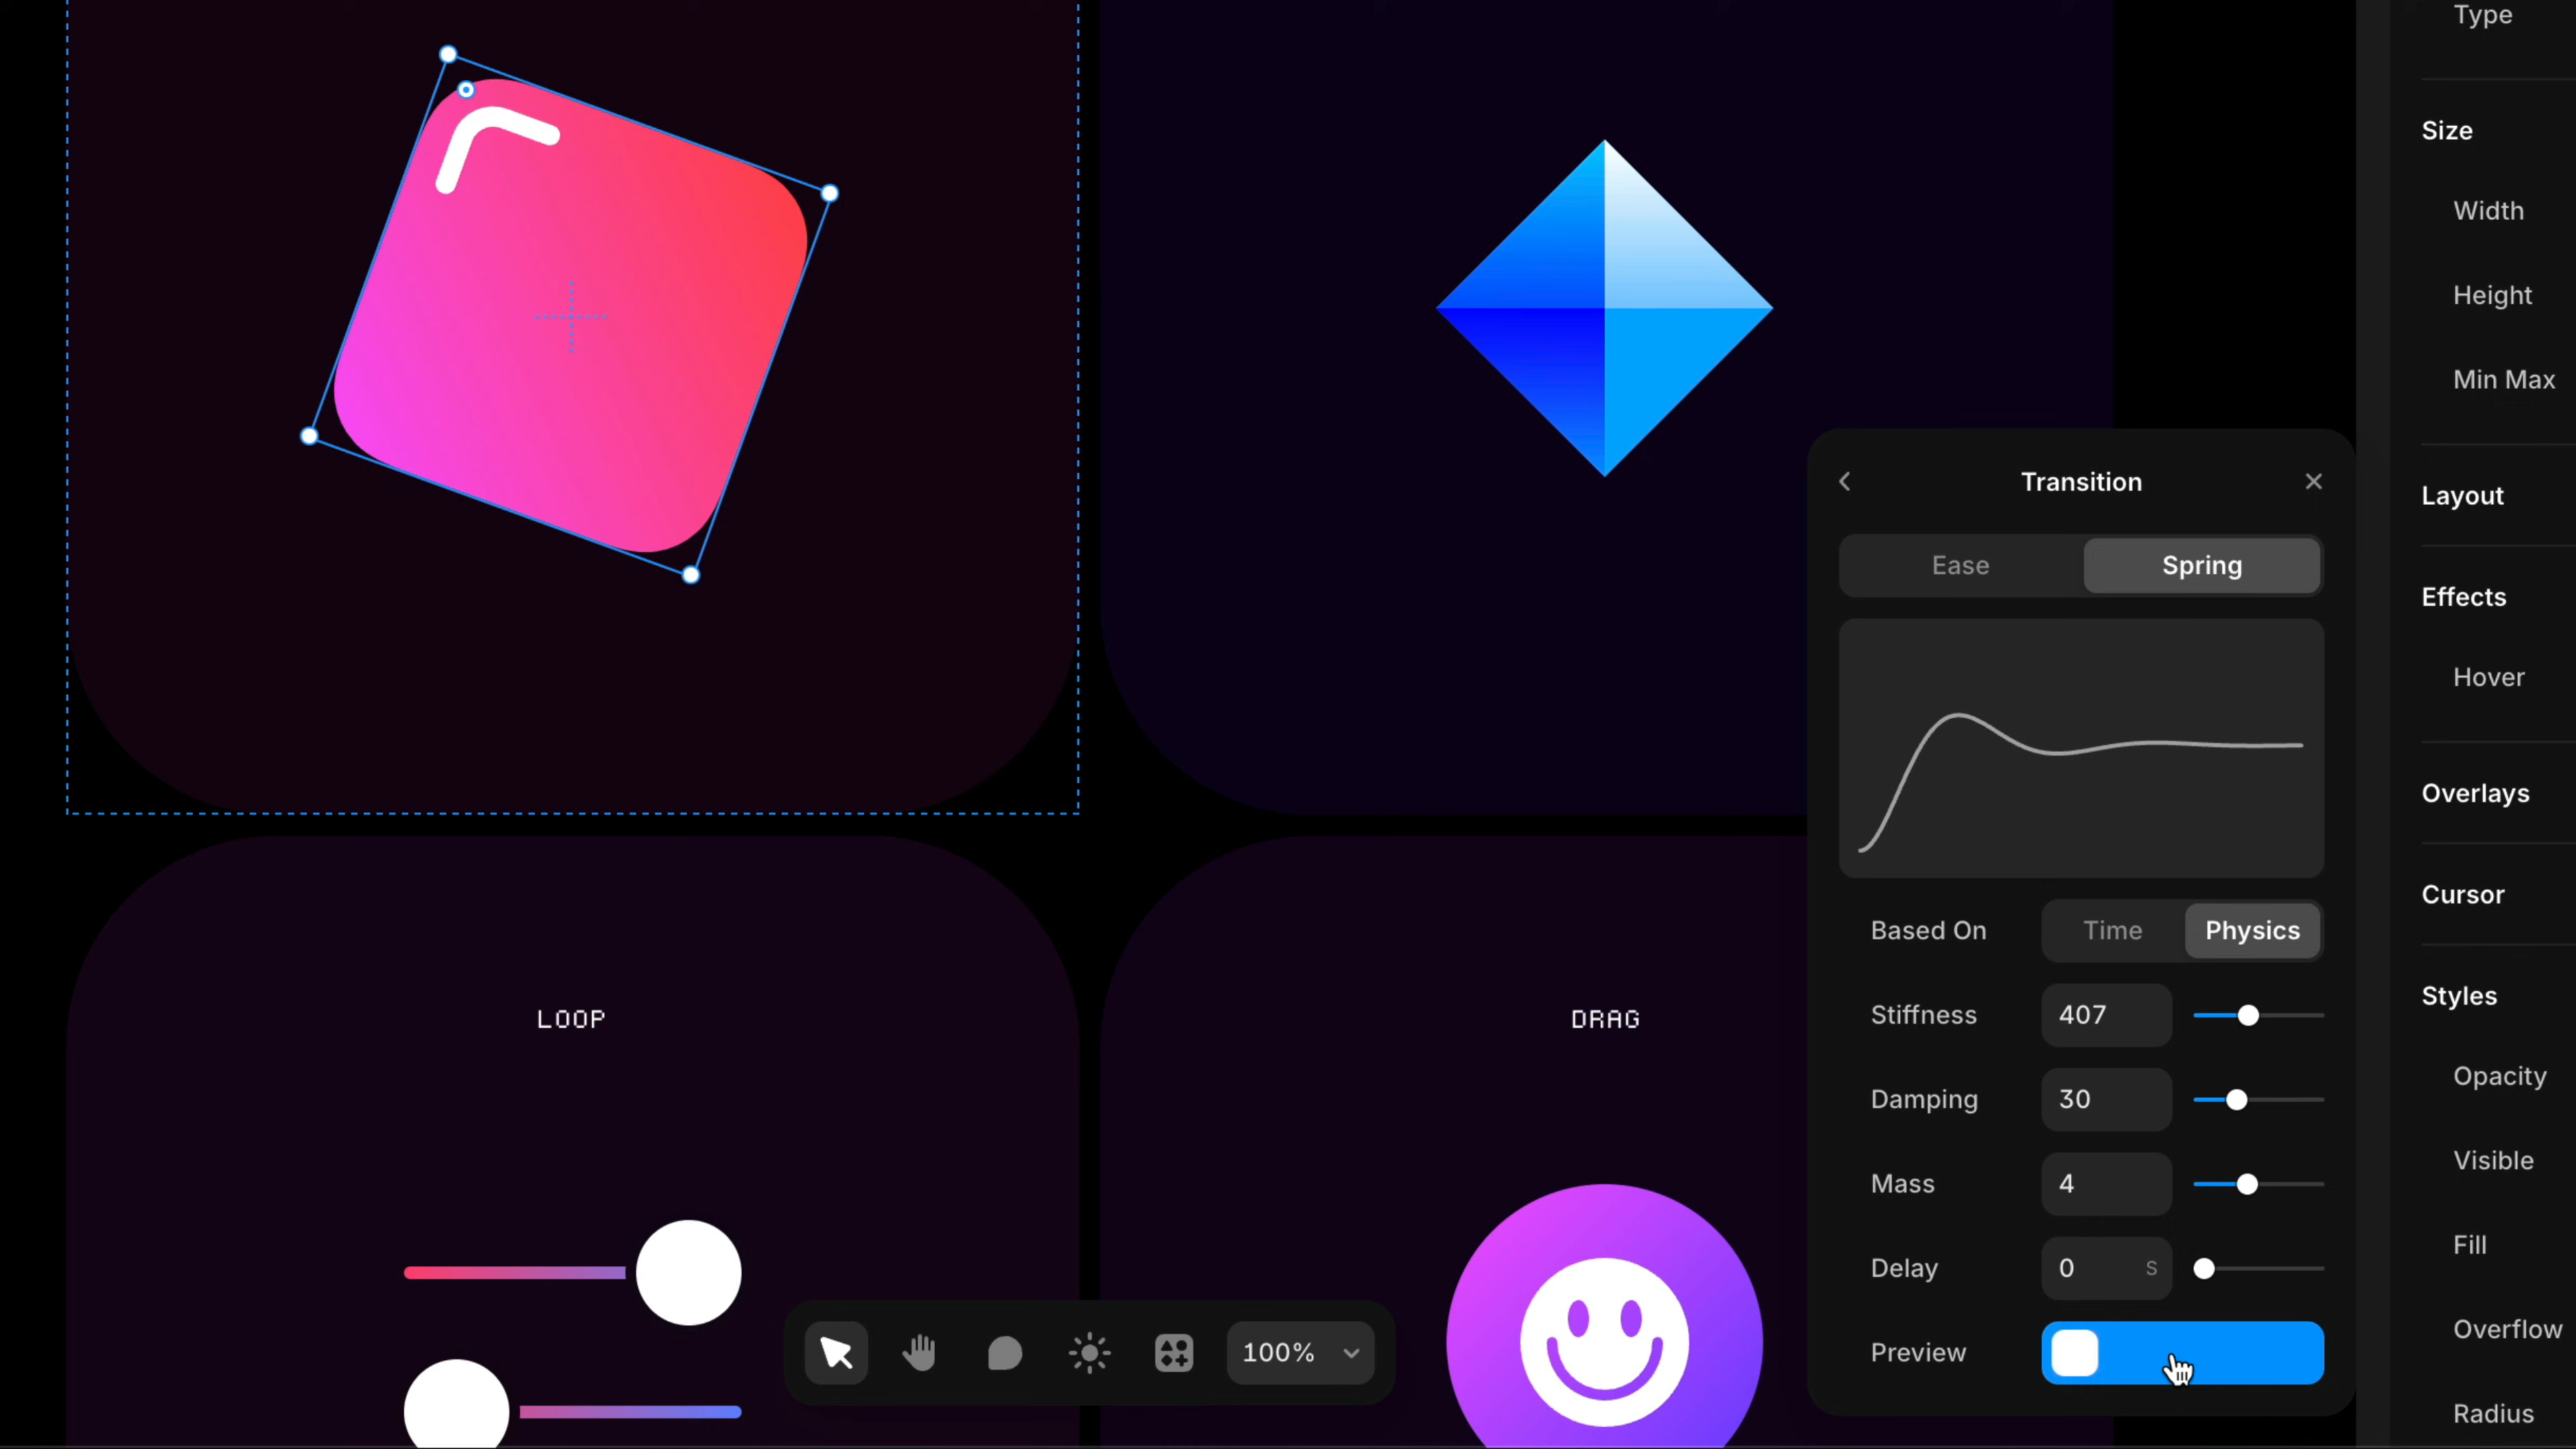 LOOP
DRAG
100%
Transition
Ease Spring
Based On Time Physics
Stiffness 407
Damping 30
Mass 4
Delay 0 S
Preview
Type
Size
Width
Height
Min Max
Layout
Effects
Hover
Overlays
Cursor
Styles
Opacity
Visible
Fill
Overflow
Radius